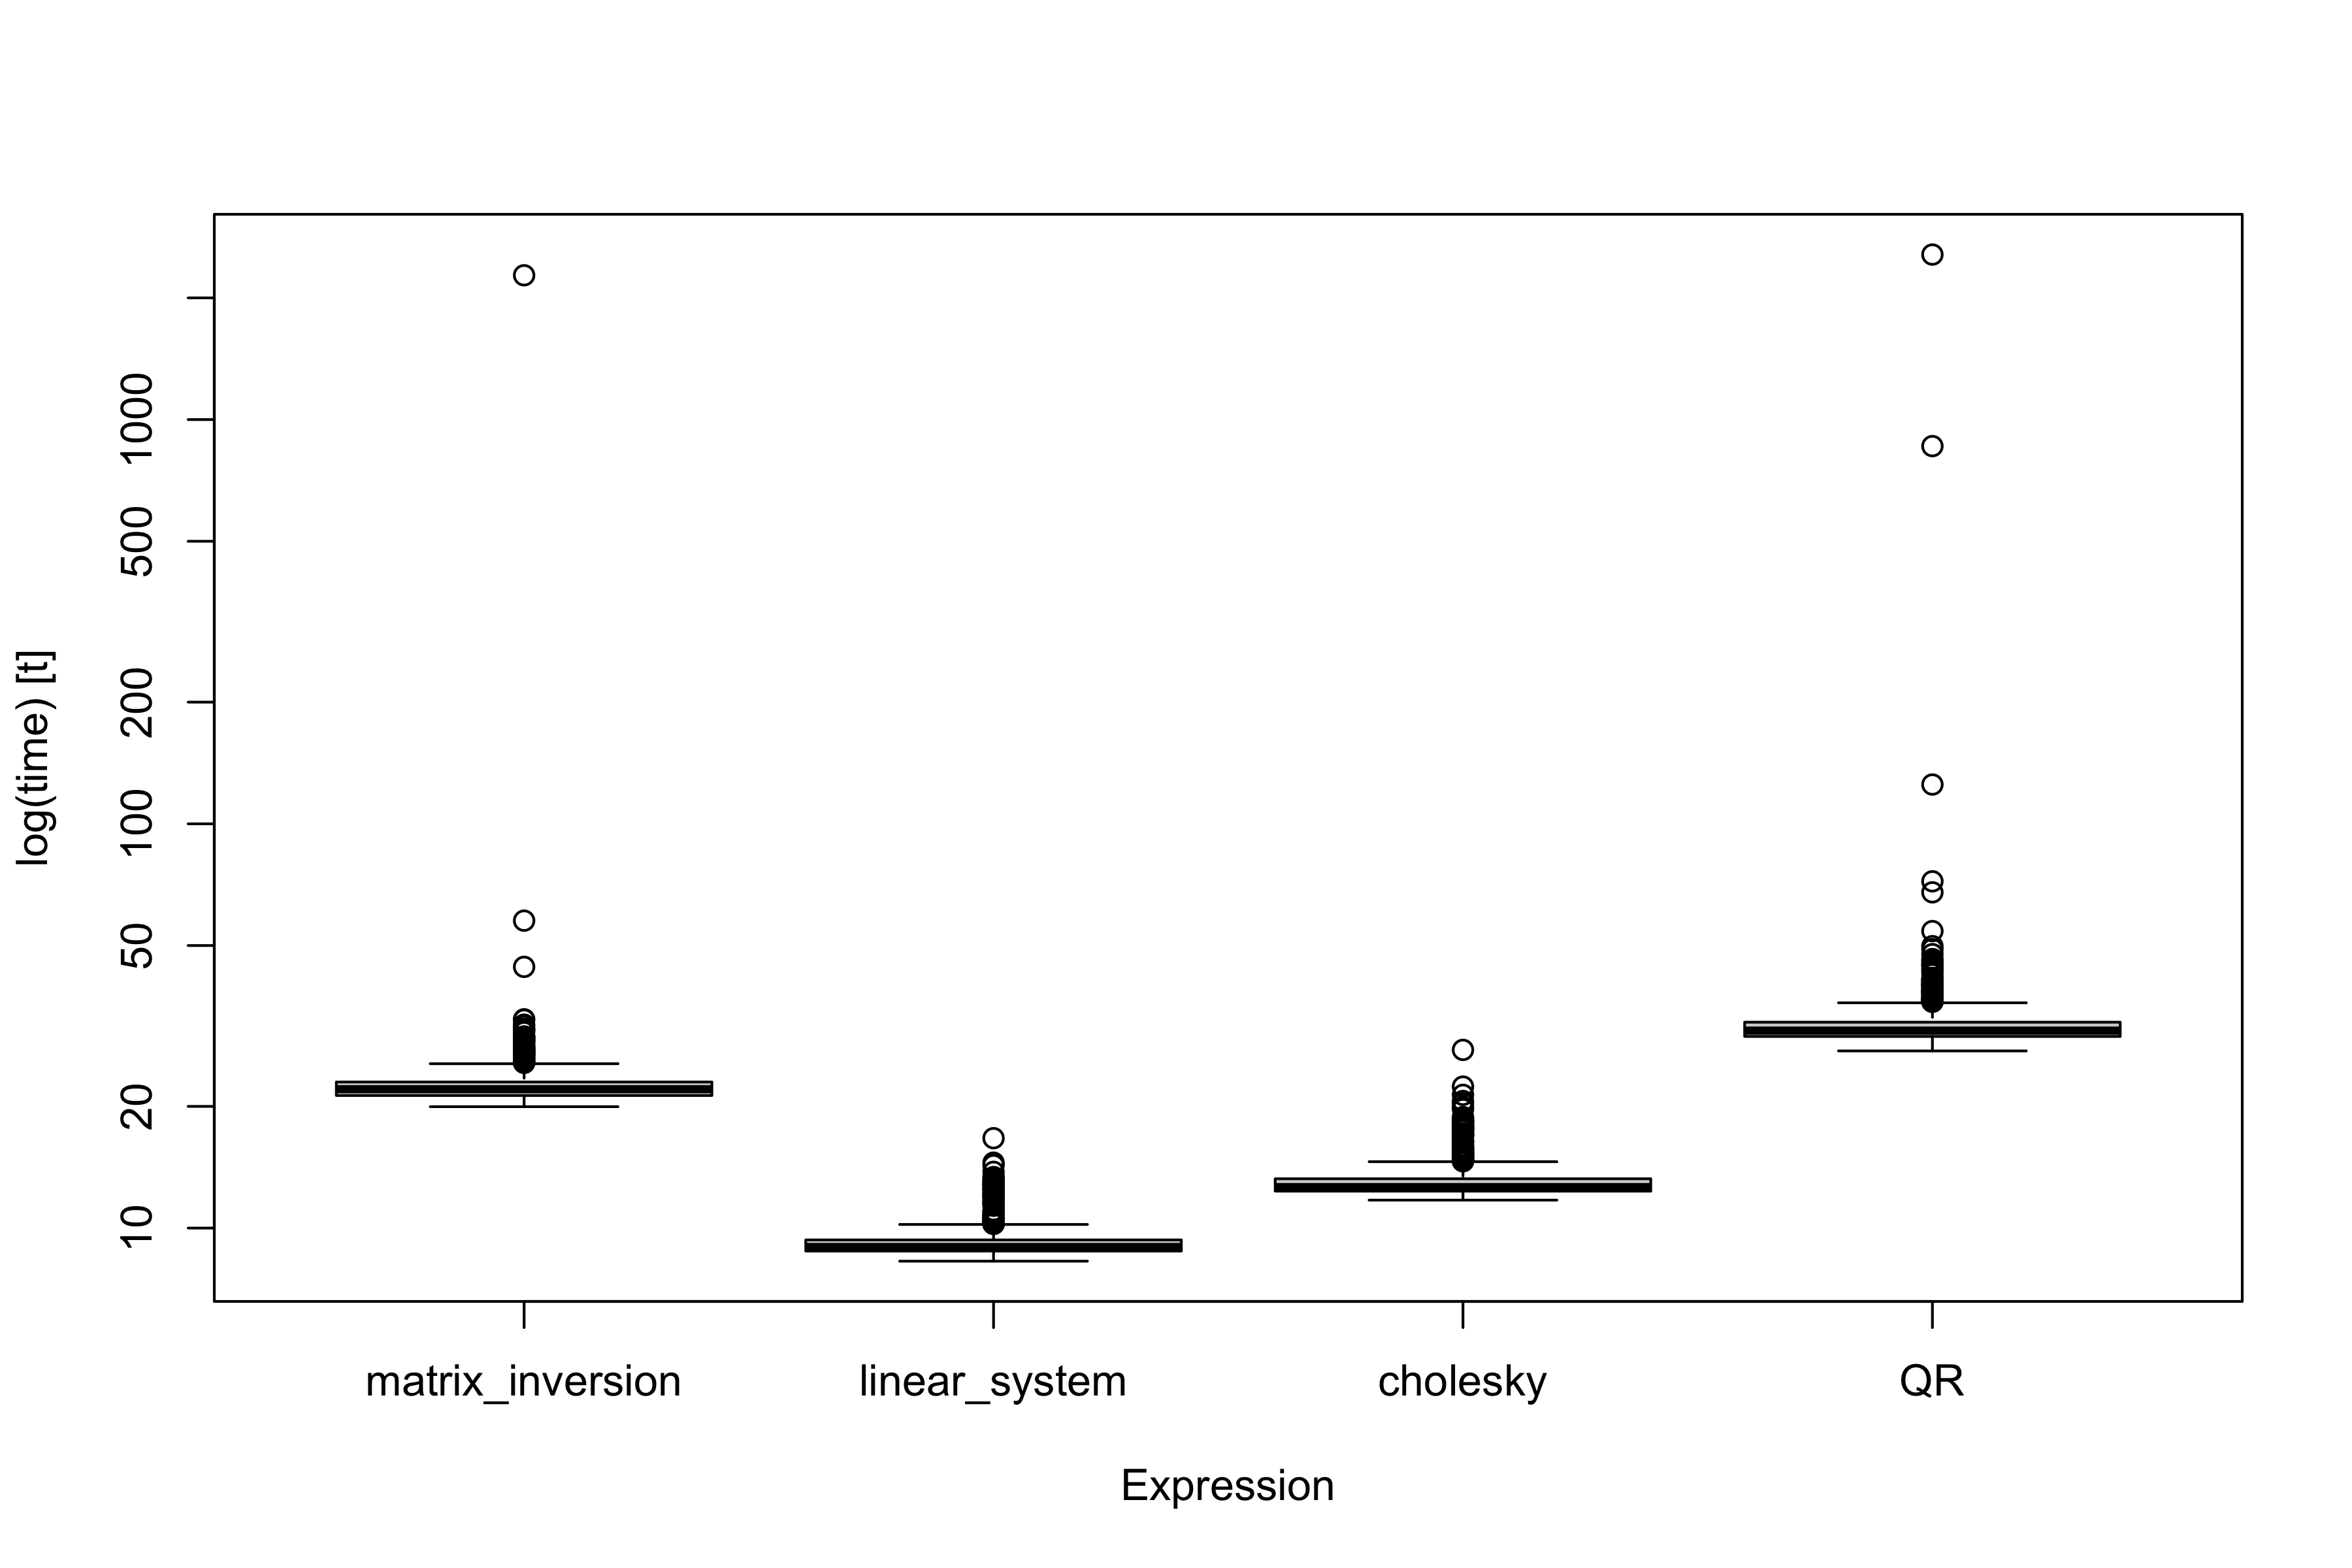 log(time) [t]
1000
500
200
100
50
20
10
matrix_inversion linear_system cholesky QR
Expression